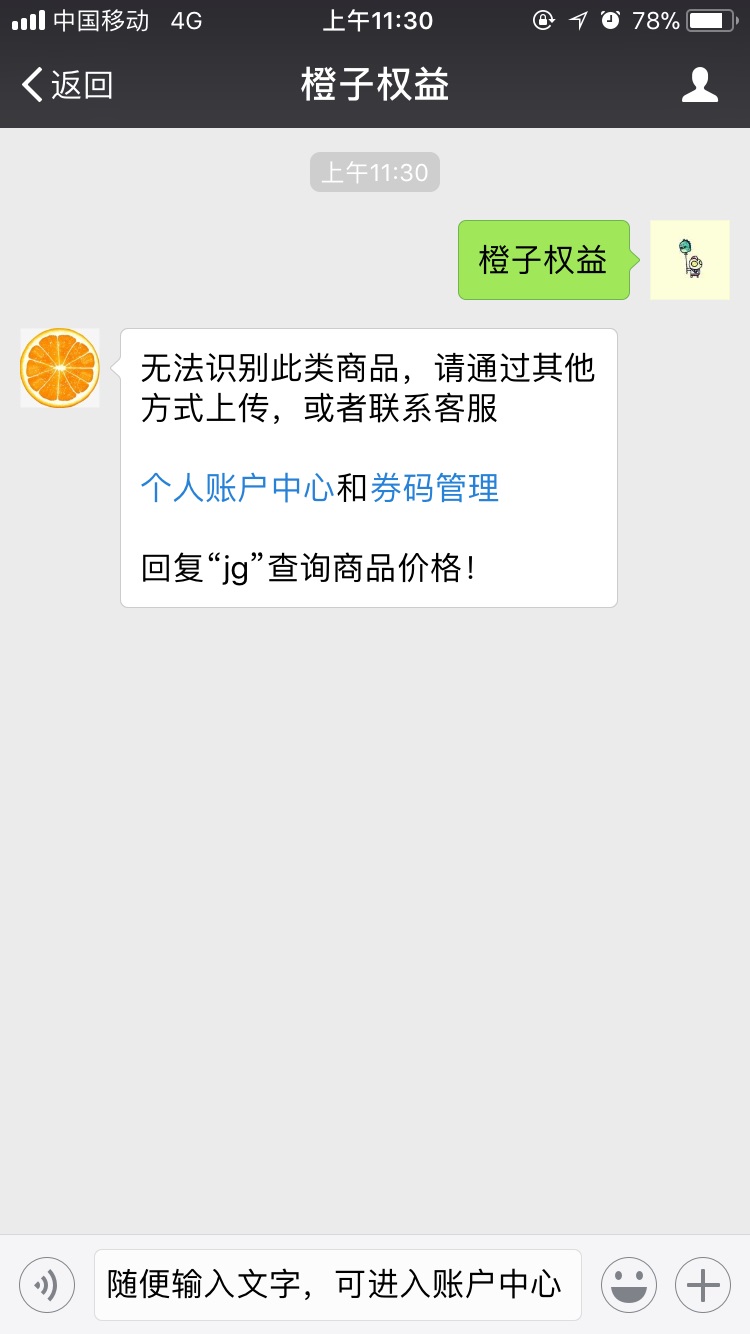 中国移动 4G 上午11:30 78%
返回 橙子权益
上午11:30
橙子权益
无法识别此类商品，请通过其他
方式上传，或者联系客服
个人账户中心和券码管理
回复“jg”查询商品价格！
随便输入文字，可进入账户中心